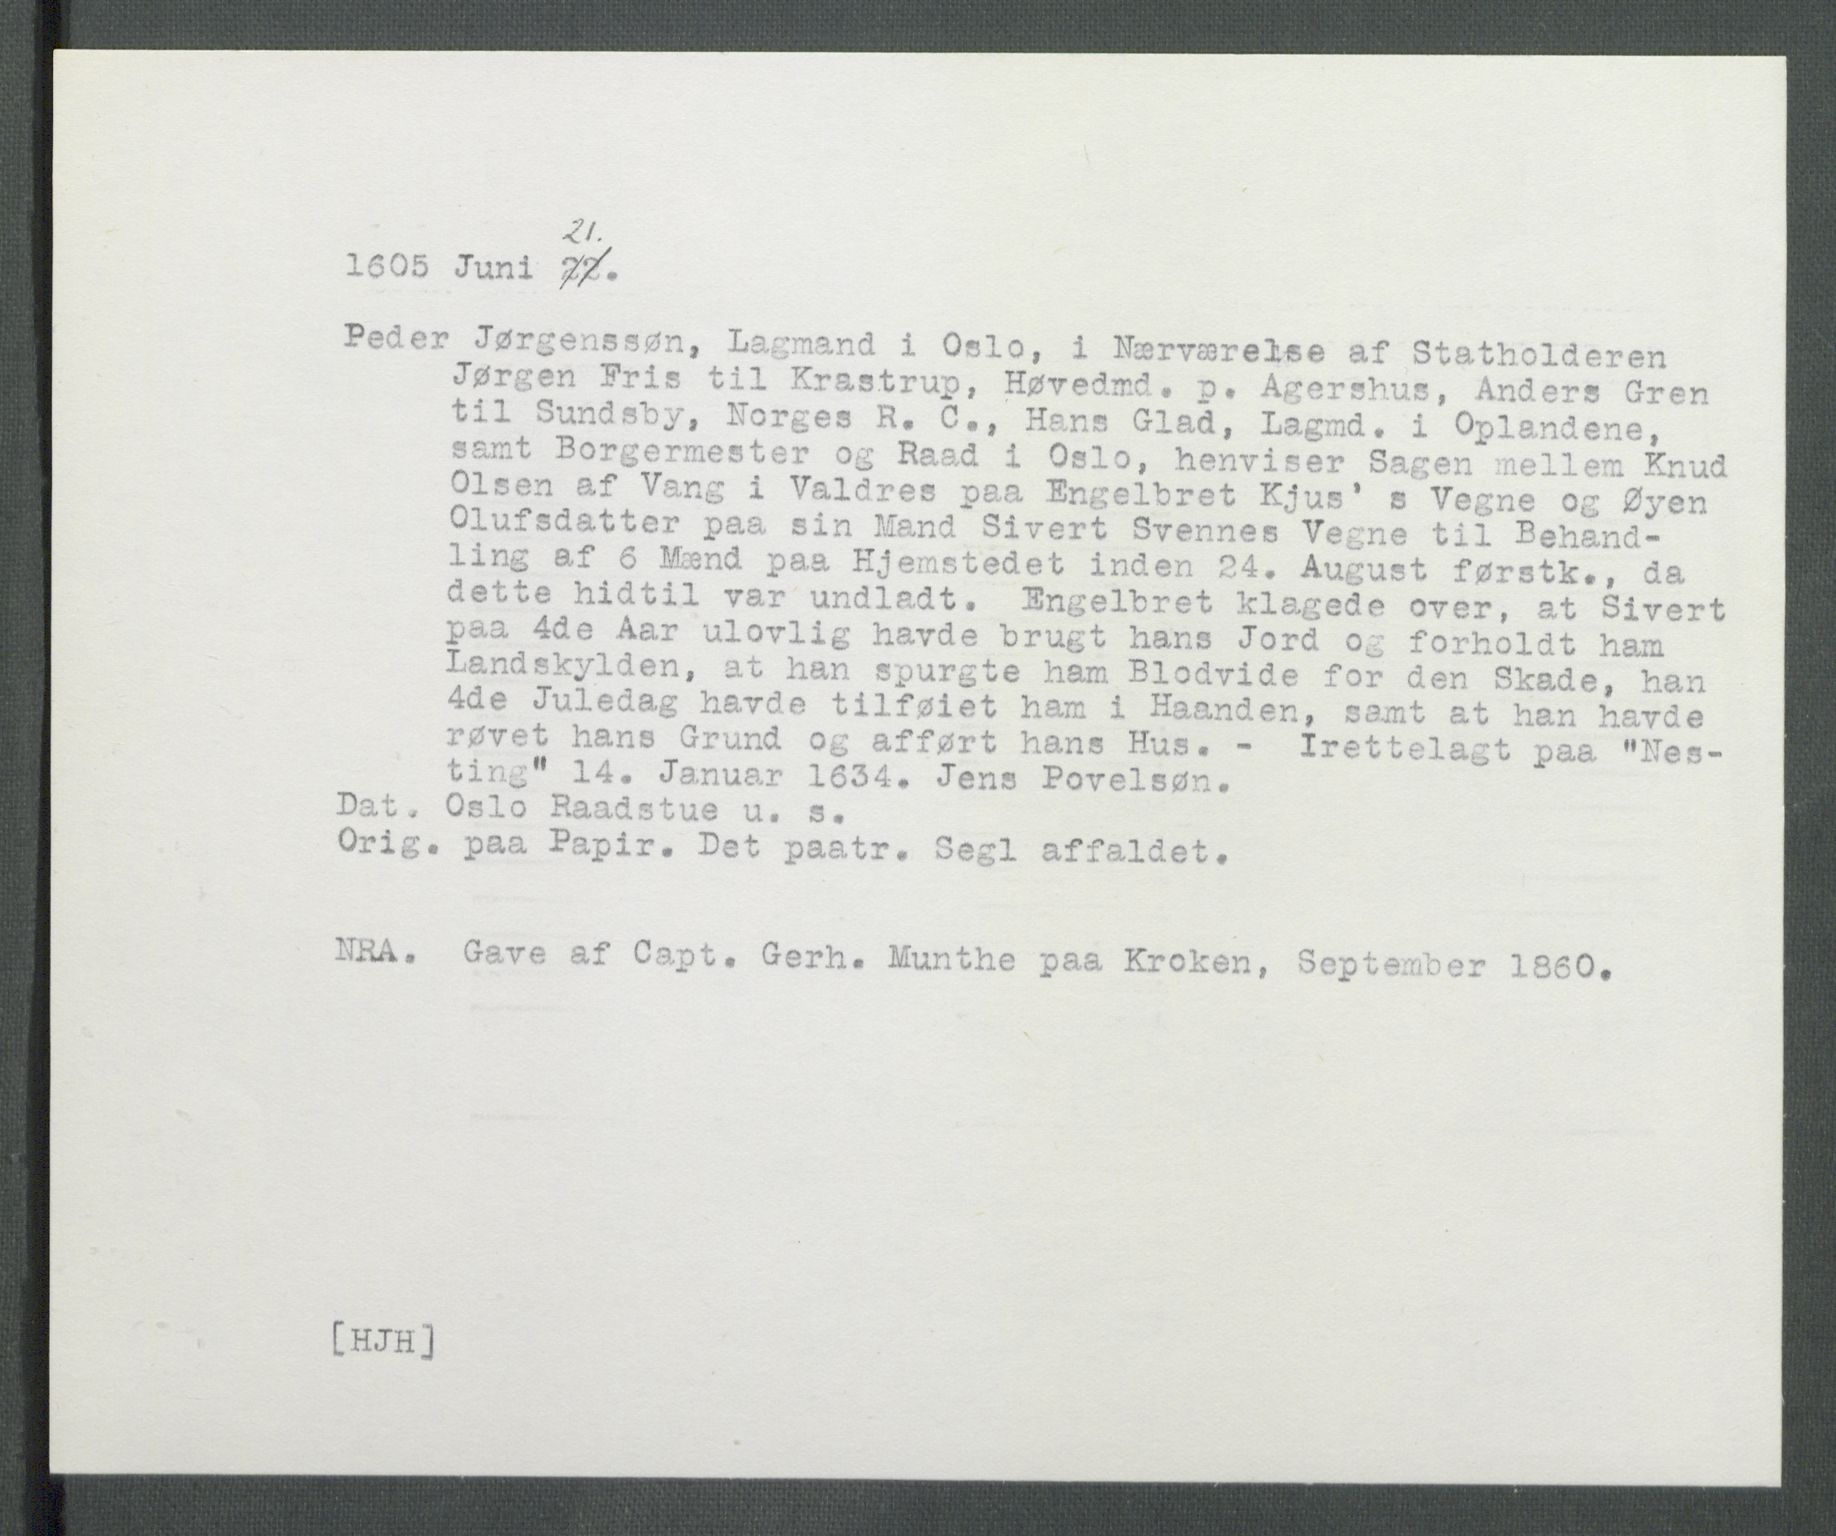 21.
1605 Juni 22.
Peder Jørgenssøn, Lagmand i Oslo, i Nærværelse af Statholderen
Jørgen Fris til Krastrup, Høvedmd. p. Agershus, Anders Gren
til Sundsby, Norges R. C., Hans Glad, Lagmd. i Oplandene,
samt Borgermester og Raad i Oslo, henviser Sagen mellem Knud
Olsen af Vang i Valdres paa Engelbret Kjus' s Vegne og Øyen
Olufsdatter paa sin Mand Sivert Svennes Vegne til Behand-
ling af 6 Mænd paa Hjemstedet inden 24. August førstk., da
dette hidtil var undladt. Engelbret klagede over, at Sivert
paa 4de Aar ulovlig havde brugt hans Jord og forholdt ham
Landskylden, at han spurgte ham Blodvide for den Skade, han
4de Juledag havde tilføiet ham i Haanden, samt at han havde
røvet hans Grund og afført hans Hus. - Irettelagt paa "Nes-
ting" 14. Januar 1634. Jens Povelsøn.
Dat. Oslo Raadstue u. s.
Orig. paa Papir. Det paatr. Segl affaldet.
NRA. Gave af Capt. Gerh. Munthe paa Kroken, September 1860.
[HJH]